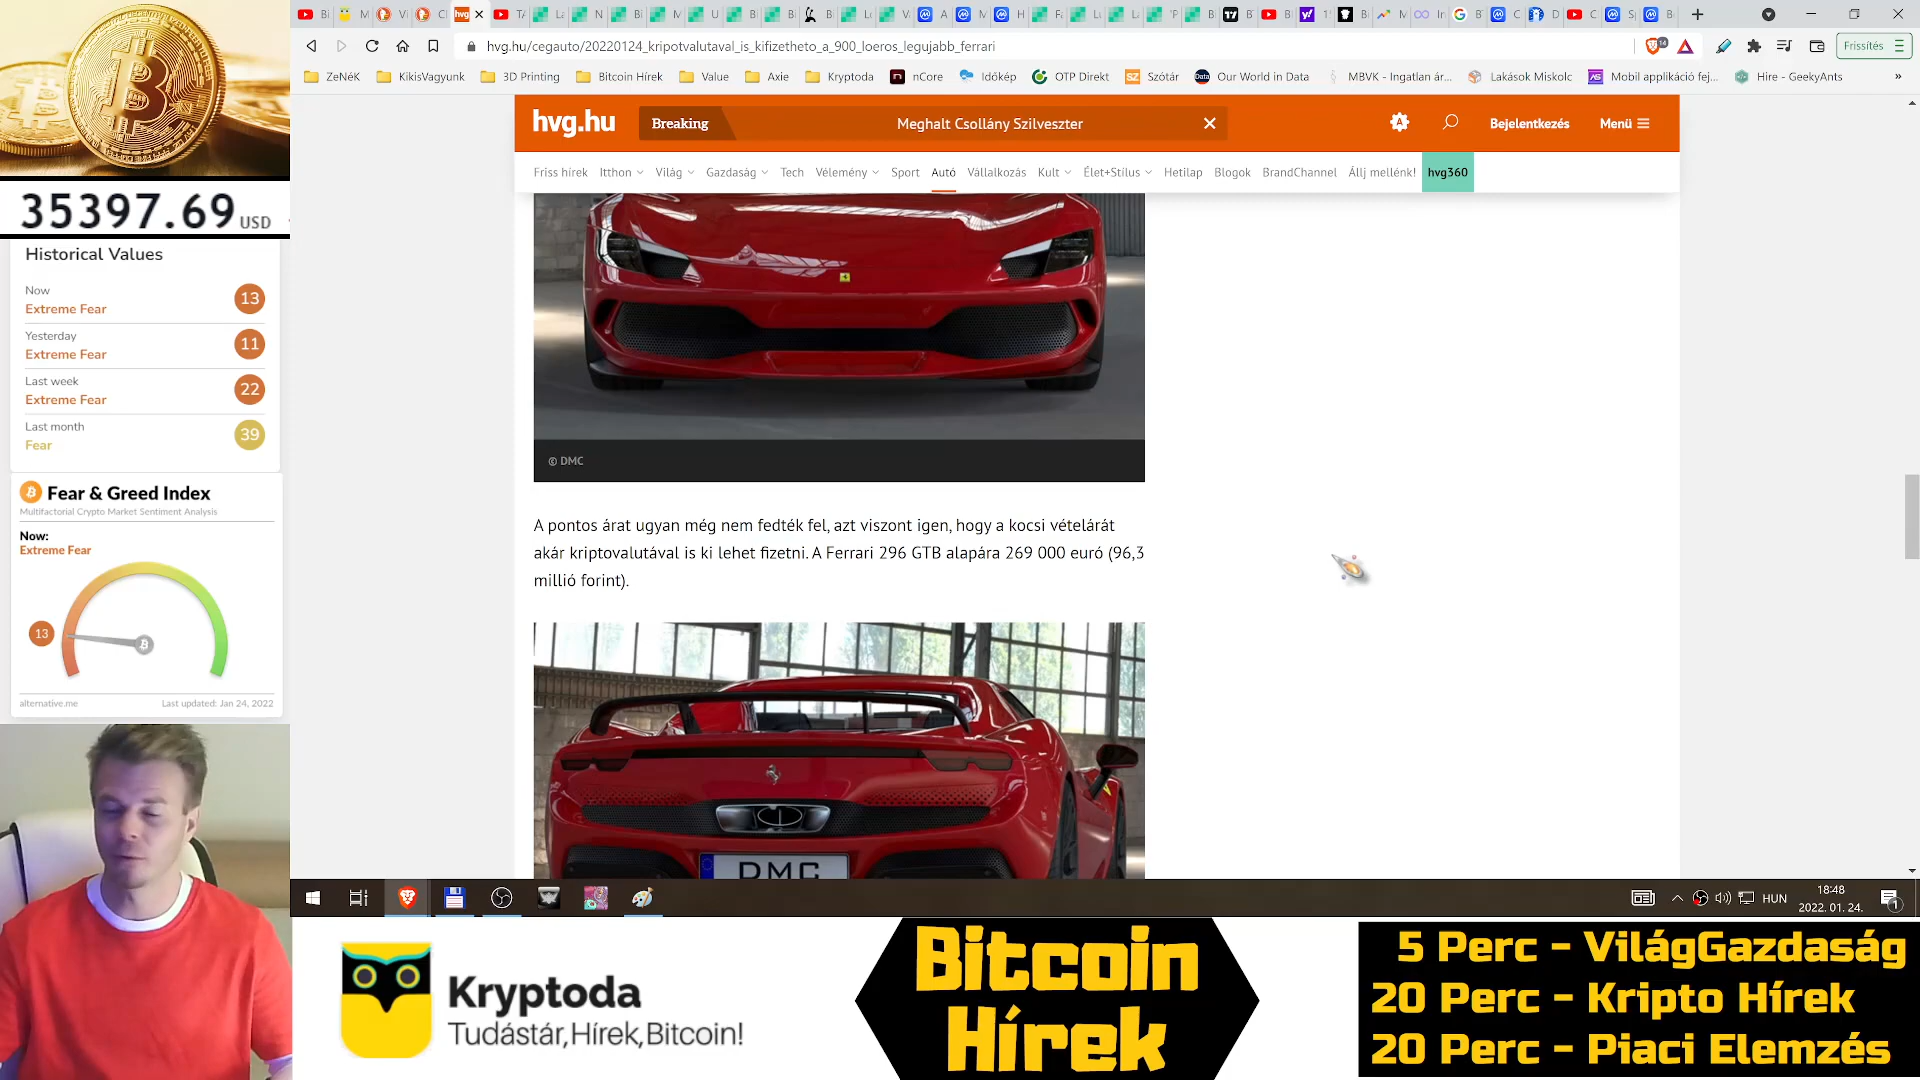 hvg.hu/cegauto/20220124_kripotvalutaval_is_kifizetheto_a_900_loeros_legujabb_ferrari
14
Frissítés
ZeNéK
KikisVagyunk
3D Printing
Bitcoin Hírek
Value
Axie
Kryptoda
nCore
Időkép
OTP Direkt
Szótár
Our World in Data
MBVK - Ingatlan ár...
Lakások Miskolc
Mobil applikáció fej...
Hire - GeekyAnts
»
hvg.hu
Breaking
Meghalt Csollány Szilveszter
Bejelentkezés
Menü
Friss hírek
Itthon
Világ
Gazdaság
Tech
Vélemény
Sport
Autó
Vállalkozás
Kult
Élet+Stílus
Hetilap
Blogok
BrandChannel
Állj mellénk!
hvg360
35397.69 USD
Historical Values
Now
Extreme Fear
13
Yesterday
Extreme Fear
11
Last week
Extreme Fear
22
Last month
Fear
39
Fear & Greed Index
Multifactorial Crypto Market Sentiment Analysis
Now:
Extreme Fear
13
alternative.me
Last updated: Jan 24, 2022
© DMC
A pontos árat ugyan még nem fedték fel, azt viszont igen, hogy a kocsi vételárát
akár kriptovalutával is ki lehet fizetni. A Ferrari 296 GTB alapára 269 000 euró (96,3
millió forint).
DMC
HUN
18:48
2022. 01. 24.
1
Kryptoda
Tudástár,Hírek,Bitcoin!
Bitcoin
Hírek
5 Perc - VilágGazdaság
20 Perc - Kripto Hírek
20 Perc - Piaci Elemzés